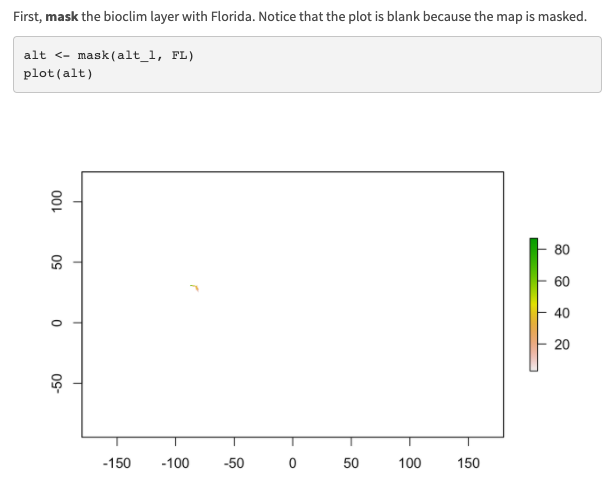 First, mask the bioclim layer with Florida. Notice that the plot is blank because the map is masked.
alt <- mask(alt_l, FL)
plot(alt)
100
50
0
-50
80
60
40
20
-150 -100 -50 0 50 100 150